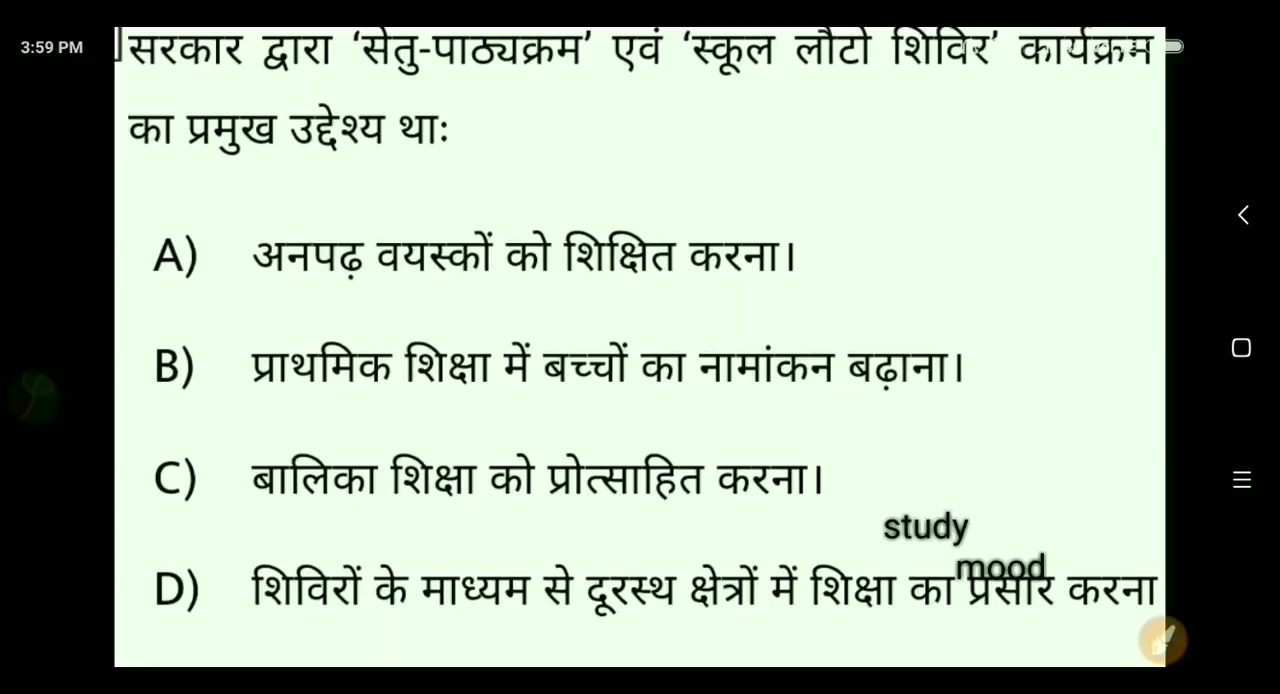 3:59 PM
सरकार द्वारा ‘सेतु-पाठ्यक्रम’ एवं ‘स्कूल लौटो शिविर’ कार्यक्रम
का प्रमुख उद्देश्य थाः
A) अनपढ़ वयस्कों को शिक्षित करना।
B) प्राथमिक शिक्षा में बच्चों का नामांकन बढ़ाना।
C) बालिका शिक्षा को प्रोत्साहित करना।
study
mood
D) शिविरों के माध्यम से दूरस्थ क्षेत्रों में शिक्षा का प्रसार करना